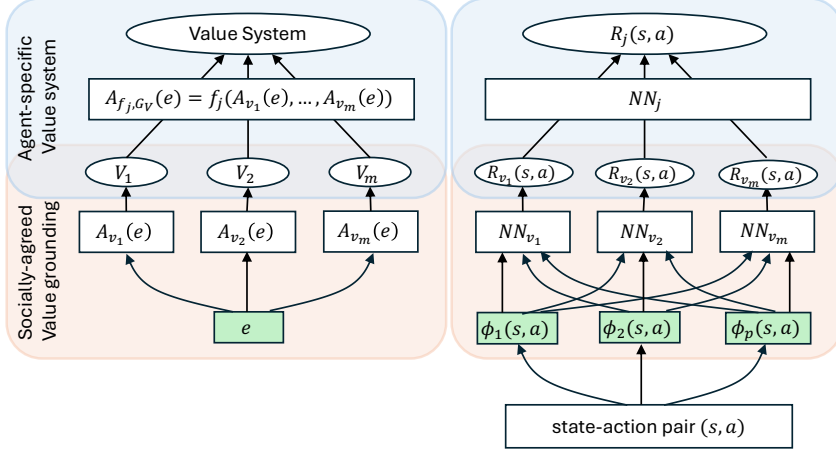 Agent-specific
Value system
Socially-agreed
Value grounding
Value System
A_{f_j,G_V}(e) = f_j(A_{v_1}(e), …, A_{v_m}(e))
V_1
V_2
V_m
A_{v_1}(e)
A_{v_2}(e)
A_{v_m}(e)
e
R_j(s, a)
NN_j
R_{v_1}(s, a)
R_{v_2}(s, a)
R_{v_m}(s, a)
NN_{v_1}
NN_{v_2}
NN_{v_m}
ϕ_1(s, a)
ϕ_2(s, a)
ϕ_p(s, a)
state-action pair (s, a)